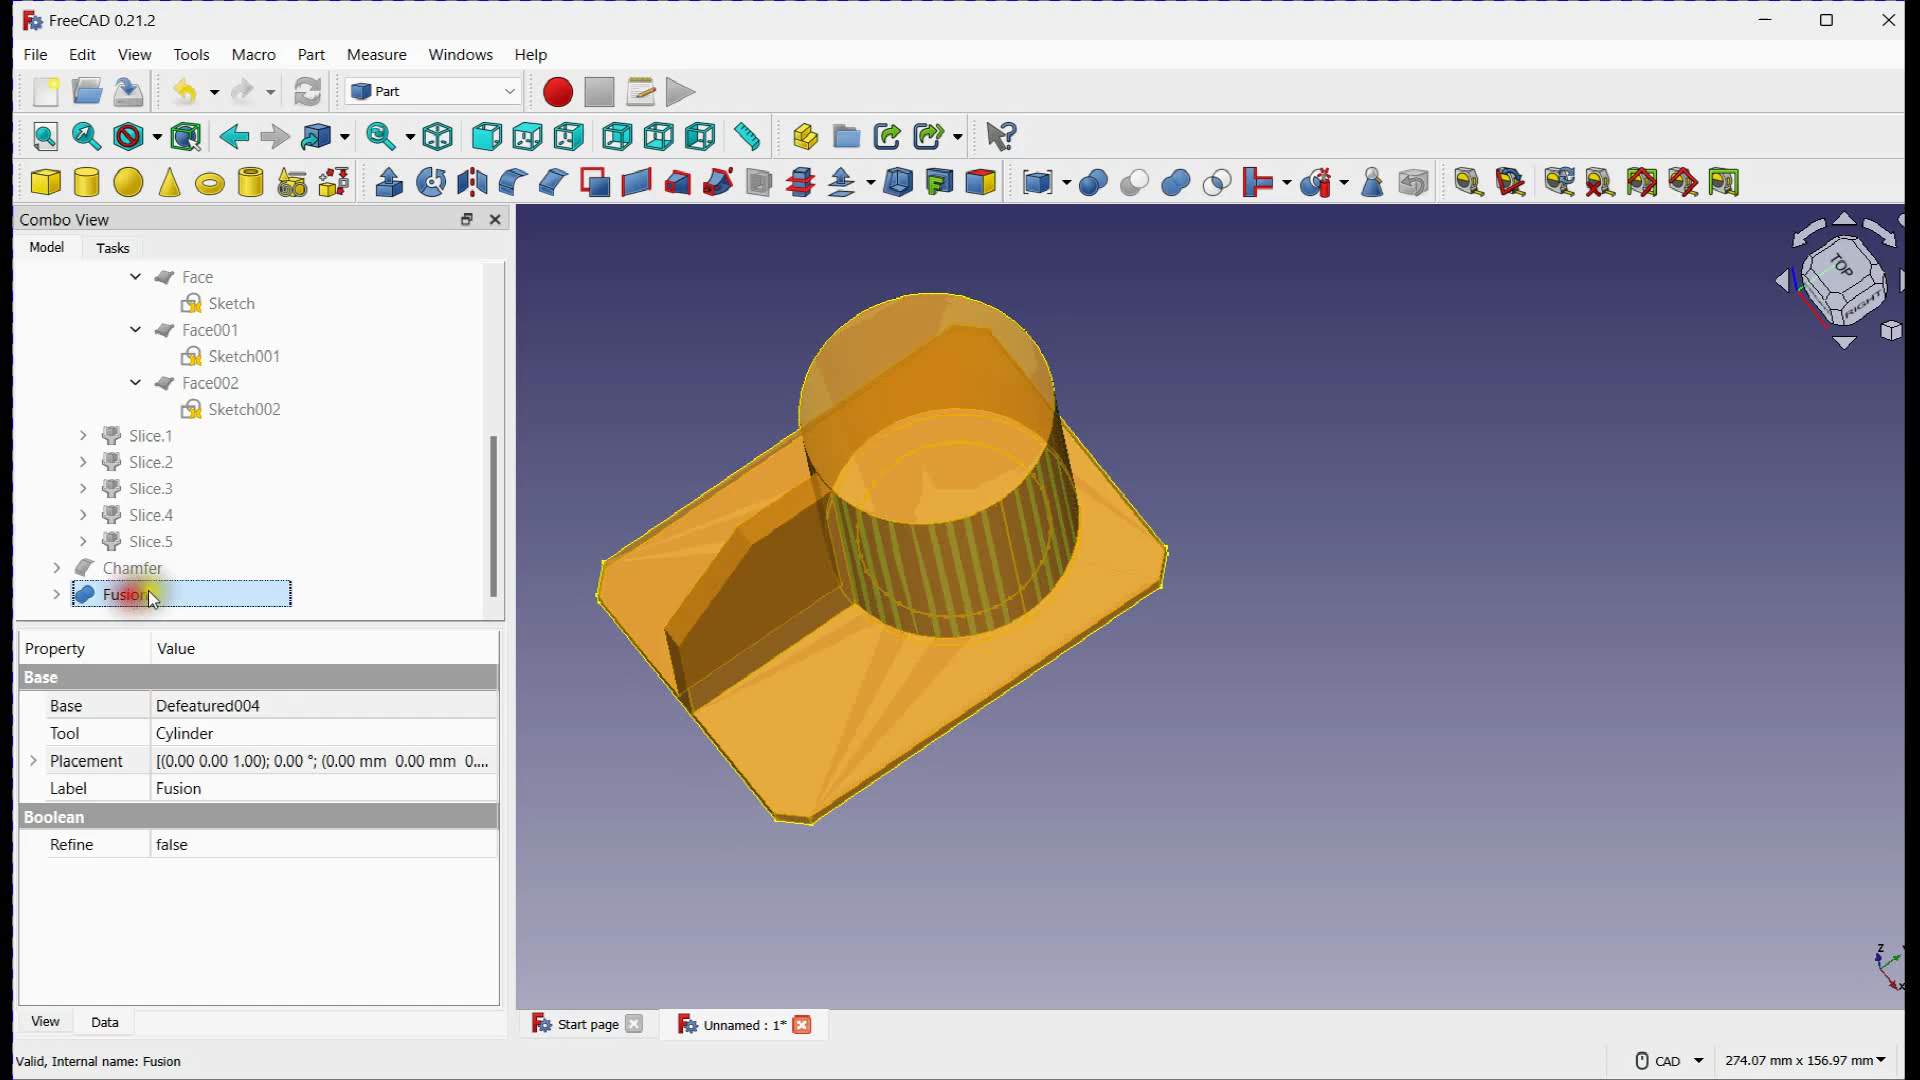 FreeCAD 0.21.2
File Edit View Tools Macro Part Measure Windows Help
Part
Combo View
Model Tasks
Face
Sketch
Face001
Sketch001
Face002
Sketch002
Slice.1
Slice.2
Slice.3
Slice.4
Slice.5
Chamfer
Fusion
Property Value
Base
Base Defeatured004
Tool Cylinder
Placement [(0.00 0.00 1.00); 0.00 °; (0.00 mm 0.00 mm 0....
Label Fusion
Boolean
Refine false
View Data
TOP
RIGHT
Z
X
Start page
Unnamed : 1*
Valid, Internal name: Fusion
CAD
274.07 mm x 156.97 mm